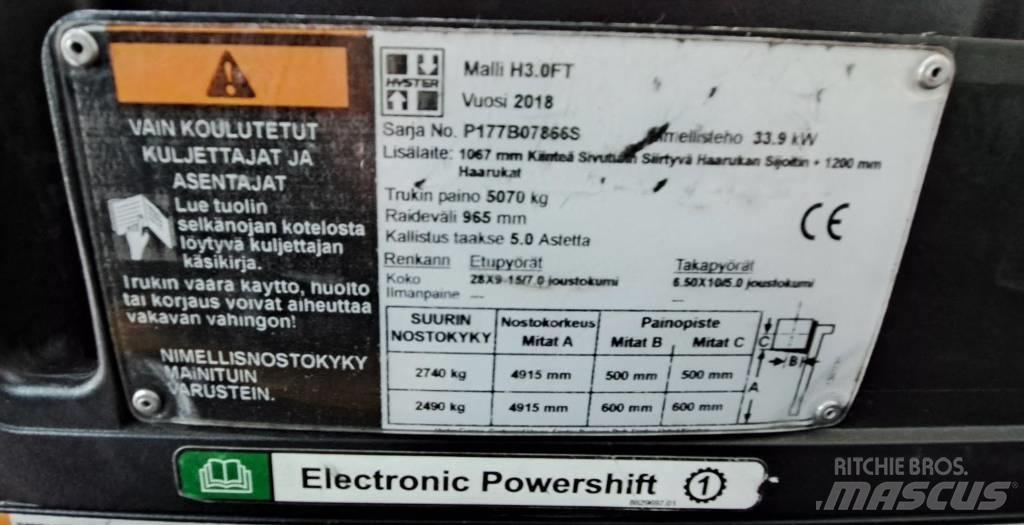 VAIN KOULUTETUT
KULJETTAJAT JA
ASENTAJAT
Lue tuolin
selkänojan kotelosta
löytyvä kuljettajan
käsikirja.
Trukin väärä käyttö, huolto
tai korjaus voivat aiheuttaa
vakavan vahingon!
NIMELLISNOSTOKYKY
MAINITUIN
VARUSTEIN.
HYSTER
Malli H3.0FT
Vuosi 2018
Sarja No. P177B07866S
33.9 kW
Lisälaite: 1067 mm Kiinteä Siirtyvä Haarukan Sijoitin + 1200 mm
Haarukat
Trukin paino 5070 kg
Raideväli 965 mm
Kallistus taakse 5.0 Astetta
CE
Renkann Etupyörät Takapyörät
Koko 28X9-15/7.0 joustokumi 6.50X10/5.0 joustokumi
Ilmanpaine --- ---
SUURIN NOSTOKYKY Nostokorkeus Mitat A Painopiste Mitat B Mitat C
2740 kg 4915 mm 500 mm 500 mm
2490 kg 4915 mm 600 mm 600 mm
C
B
A
Electronic Powershift 1
RITCHIE BROS.
MASCUS